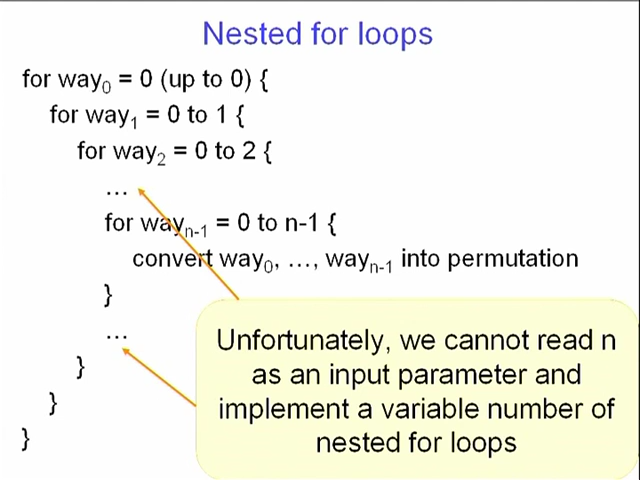 Nested for loops
for way₀ = 0 (up to 0) {
for way₁ = 0 to 1 {
for way₂ = 0 to 2 {
…
for wayₙ₋₁ = 0 to n-1 {
convert way₀, …, wayₙ₋₁ into permutation
}
…
}
}
}
Unfortunately, we cannot read n
as an input parameter and
implement a variable number of
nested for loops